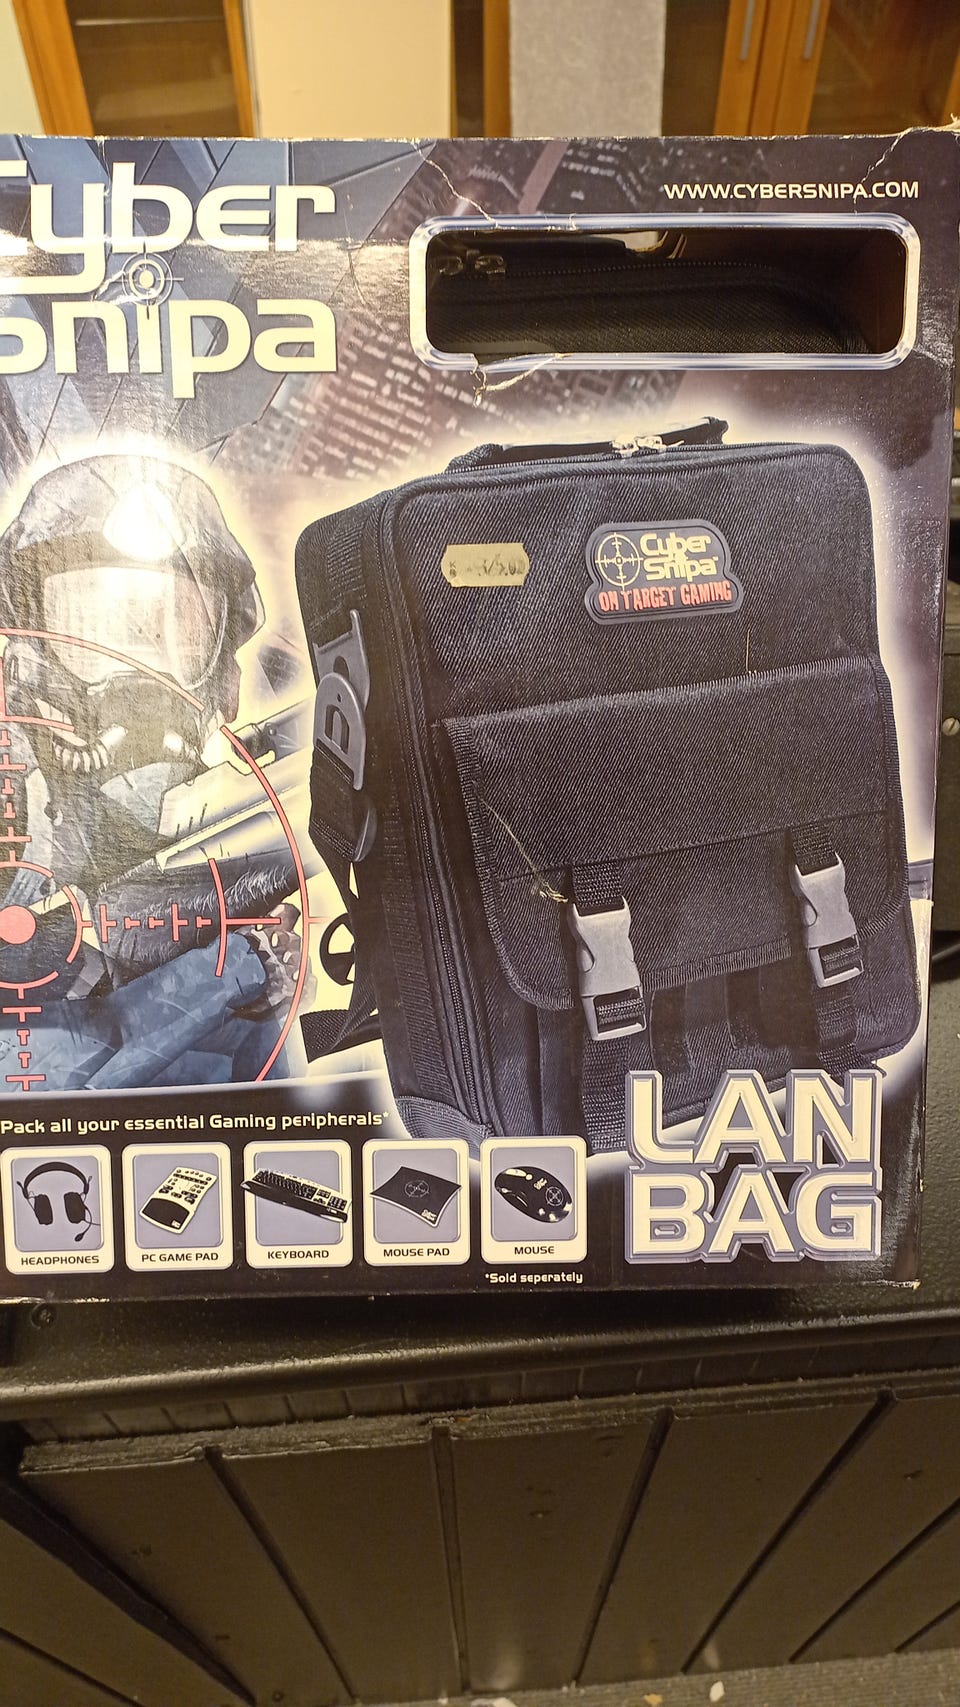 Cyber
Snipa
WWW.CYBERSNIPA.COM
Cyber
Snipa™
ON TARGET GAMING
Pack all your essential Gaming peripherals*
HEADPHONES
PC GAME PAD
KEYBOARD
MOUSE PAD
MOUSE
*Sold seperately
LAN
BAG